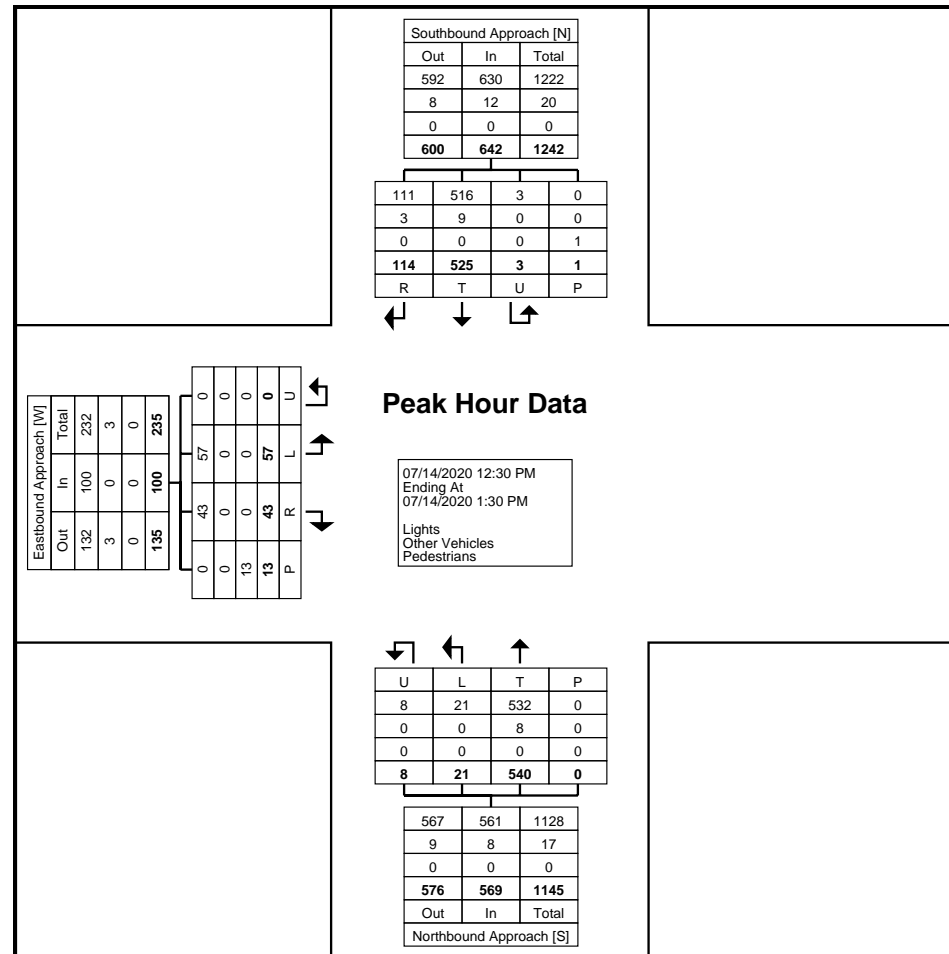 Southbound Approach [N]
Out In Total
592 630 1222
8 12 20
0 0 0
600 642 1242
111 516 3 0
3 9 0 0
0 0 0 1
114 525 3 1
R T U P
Eastbound Approach [W]
Out In Total
132 100 232
3 0 3
0 0 0
135 100 235
0 43 57 0
0 0 0 0
13 0 0 0
13 43 57 0
P R L U
Peak Hour Data
07/14/2020 12:30 PM
Ending At
07/14/2020 1:30 PM
Lights
Other Vehicles
Pedestrians
U L T P
8 21 532 0
0 0 8 0
0 0 0 0
8 21 540 0
567 561 1128
9 8 17
0 0 0
576 569 1145
Out In Total
Northbound Approach [S]